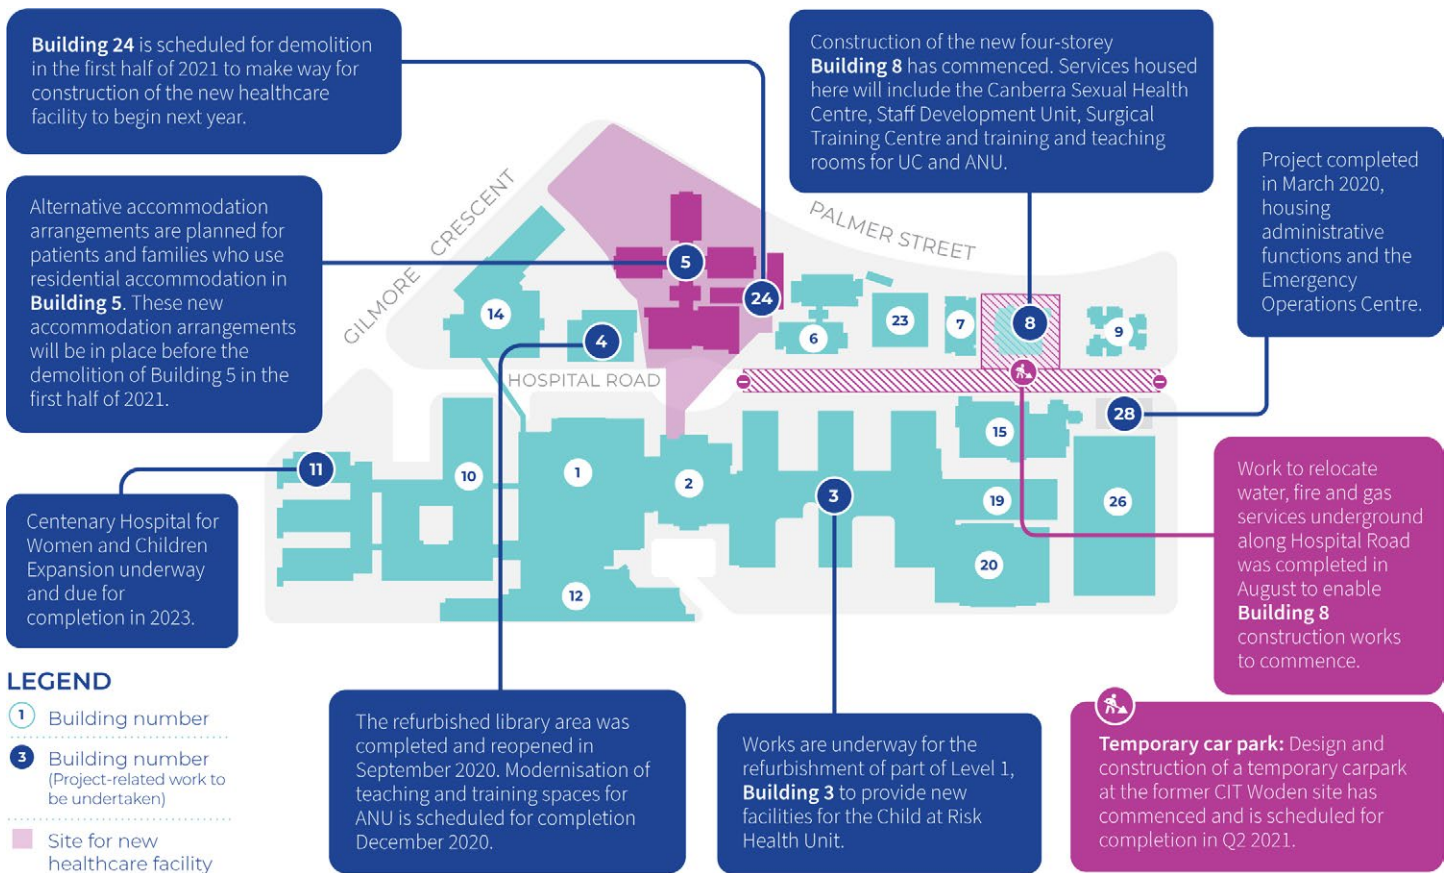 Building 24 is scheduled for demolition
in the first half of 2021 to make way for
construction of the new healthcare
facility to begin next year.
Construction of the new four-storey
Building 8 has commenced. Services housed
here will include the Canberra Sexual Health
Centre, Staff Development Unit, Surgical
Training Centre and training and teaching
rooms for UC and ANU.
Project completed
in March 2020,
housing
administrative
functions and the
Emergency
Operations Centre.
Alternative accommodation
arrangements are planned for
patients and families who use
residential accommodation in
Building 5. These new
accommodation arrangements
will be in place before the
demolition of Building 5 in the
first half of 2021.
GILMORE CRESCENT
PALMER STREET
5
24
14
4
6
23
7
8
9
HOSPITAL ROAD
28
15
11
10
1
2
3
19
26
20
12
Centenary Hospital for
Women and Children
Expansion underway
and due for
completion in 2023.
Work to relocate
water, fire and gas
services underground
along Hospital Road
was completed in
August to enable
Building 8
construction works
to commence.
LEGEND
1 Building number
3 Building number
(Project-related work to
be undertaken)
Site for new
healthcare facility
The refurbished library area was
completed and reopened in
September 2020. Modernisation of
teaching and training spaces for
ANU is scheduled for completion
December 2020.
Works are underway for the
refurbishment of part of Level 1,
Building 3 to provide new
facilities for the Child at Risk
Health Unit.
Temporary car park: Design and
construction of a temporary carpark
at the former CIT Woden site has
commenced and is scheduled for
completion in Q2 2021.